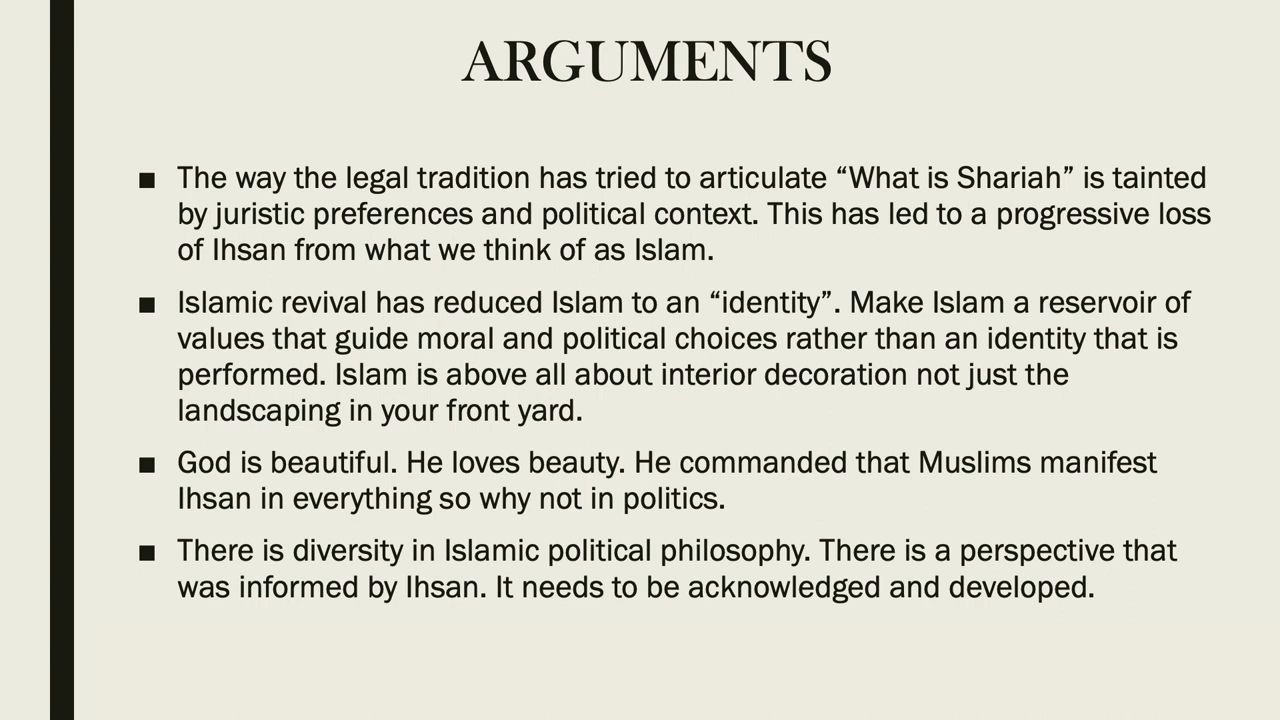 ARGUMENTS
■ The way the legal tradition has tried to articulate “What is Shariah” is tainted
by juristic preferences and political context. This has led to a progressive loss
of Ihsan from what we think of as Islam.
■ Islamic revival has reduced Islam to an “identity”. Make Islam a reservoir of
values that guide moral and political choices rather than an identity that is
performed. Islam is above all about interior decoration not just the
landscaping in your front yard.
■ God is beautiful. He loves beauty. He commanded that Muslims manifest
Ihsan in everything so why not in politics.
■ There is diversity in Islamic political philosophy. There is a perspective that
was informed by Ihsan. It needs to be acknowledged and developed.